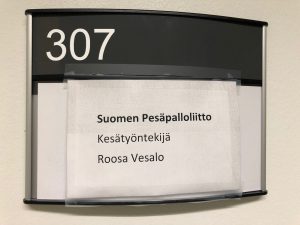 307
Suomen Pesäpalloliitto
Kesätyöntekijä
Roosa Vesalo